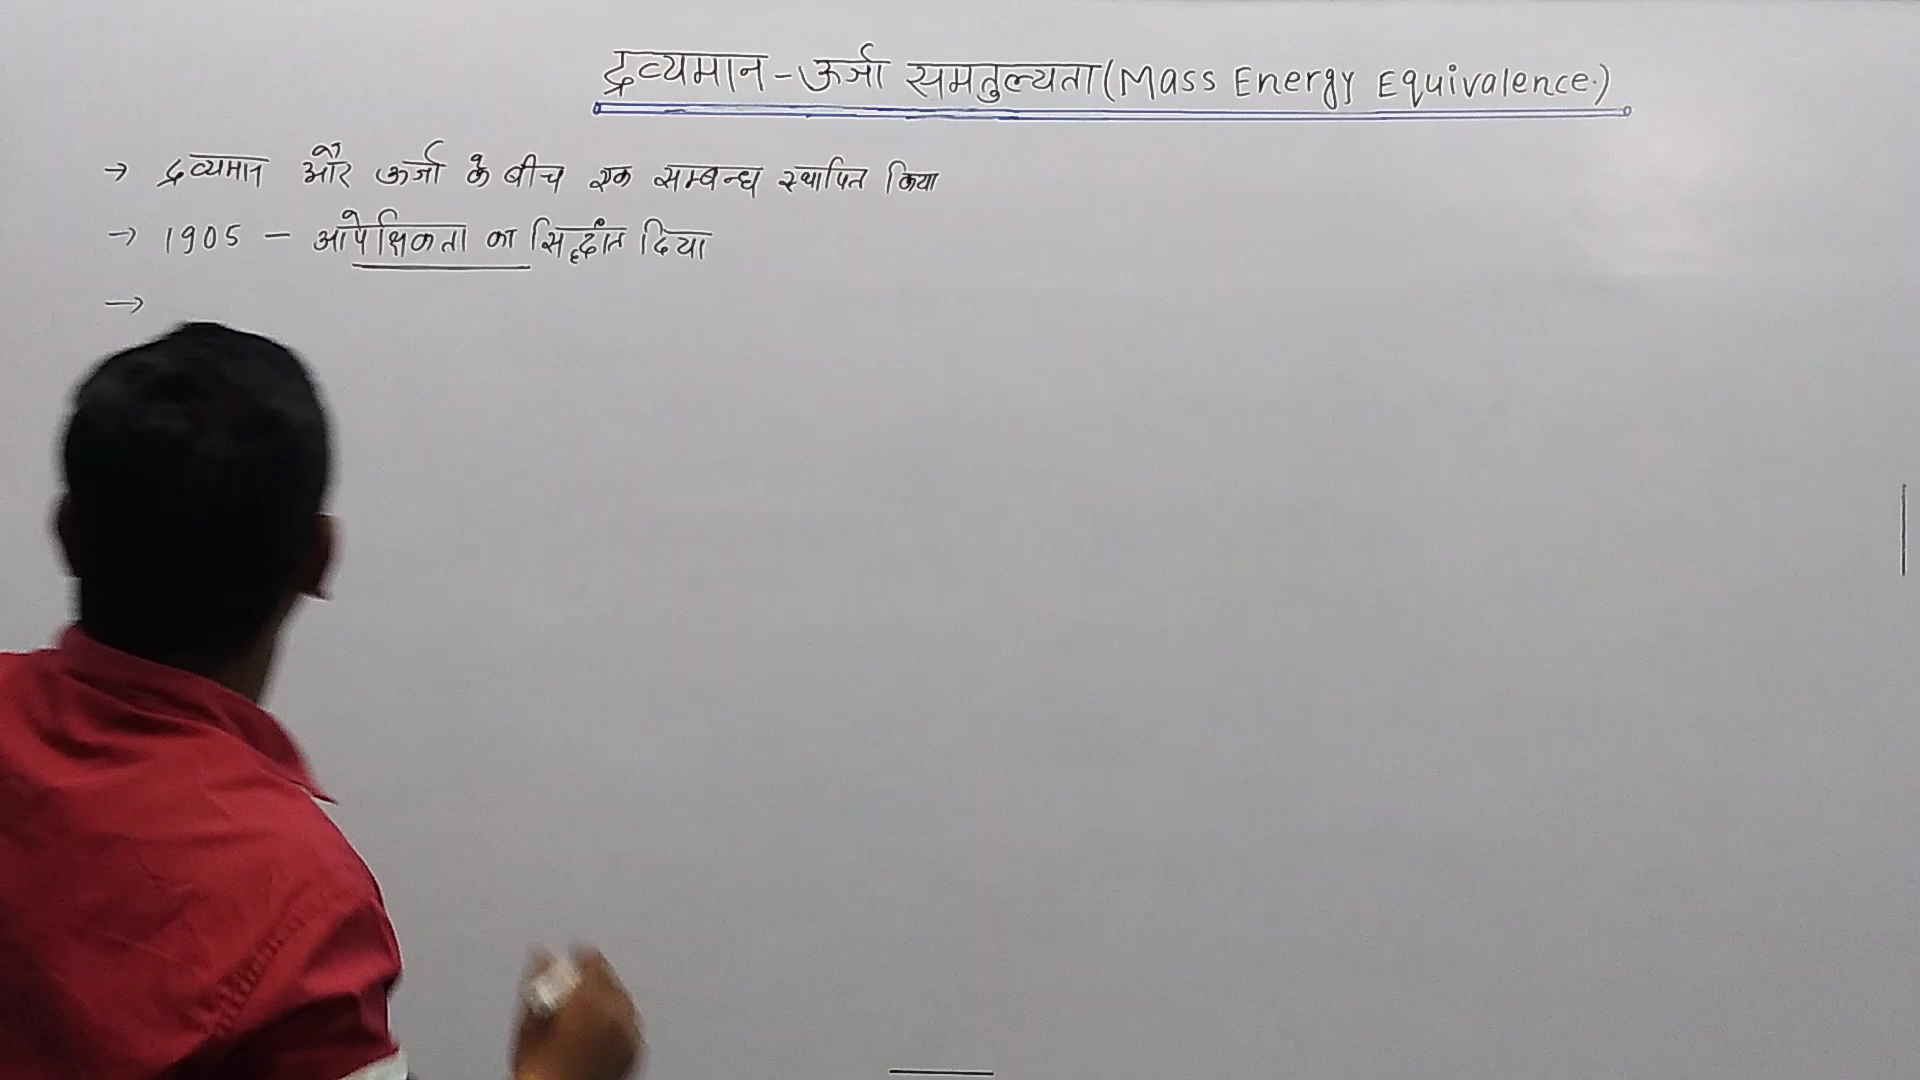 द्रव्यमान - ऊर्जा समतुल्यता (Mass Energy Equivalence.)
→ द्रव्यमान और ऊर्जा के बीच एक सम्बन्ध स्थापित किया
→ 1905 - आपेक्षिकता का सिद्धांत दिया
→